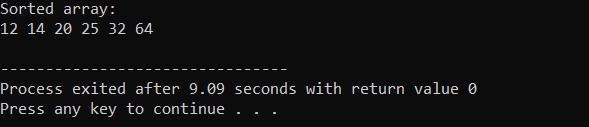 Sorted array:
12 14 20 25 32 64
--------------------------------
Process exited after 9.09 seconds with return value 0
Press any key to continue . . .